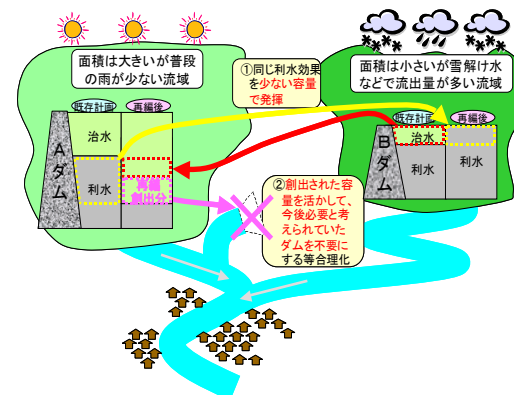 面積は大きいが普段
の雨が少ない流域
①同じ利水効果
を少ない容量
で発揮
面積は小さいが雪解け水
などで流出量が多い流域
既存計画
再編後
Aダム
治水
利水
再編
創出分
既存計画
再編後
Bダム
治水
利水
利水
②創出された容
量を活かして、
今後必要と考
えられていた
ダムを不要に
する等合理化